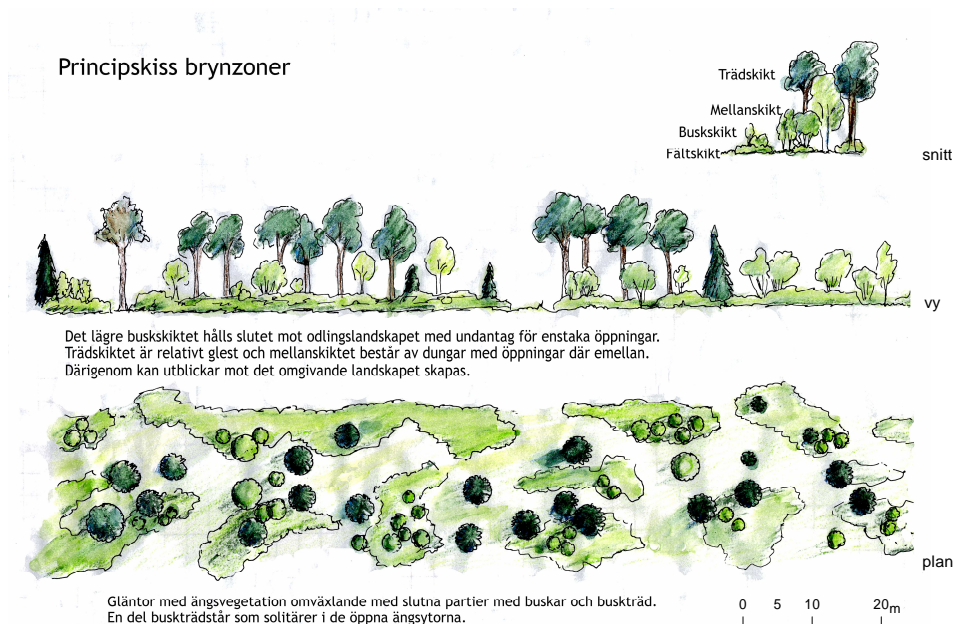 Principskiss brynzoner
Trädskikt
Mellanskikt
Buskskikt
Fältskikt
snitt
vy
Det lägre buskskiktet hålls slutet mot odlingslandskapet med undantag för enstaka öppningar.
Trädskiktet är relativt glest och mellanskiktet består av dungar med öppningar där emellan.
Därigenom kan utblickar mot det omgivande landskapet skapas.
plan
Gläntor med ängsvegetation omväxlande med slutna partier med buskar och buskträd.
En del buskträdstår som solitärer i de öppna ängsytorna.
0 5 10 20m